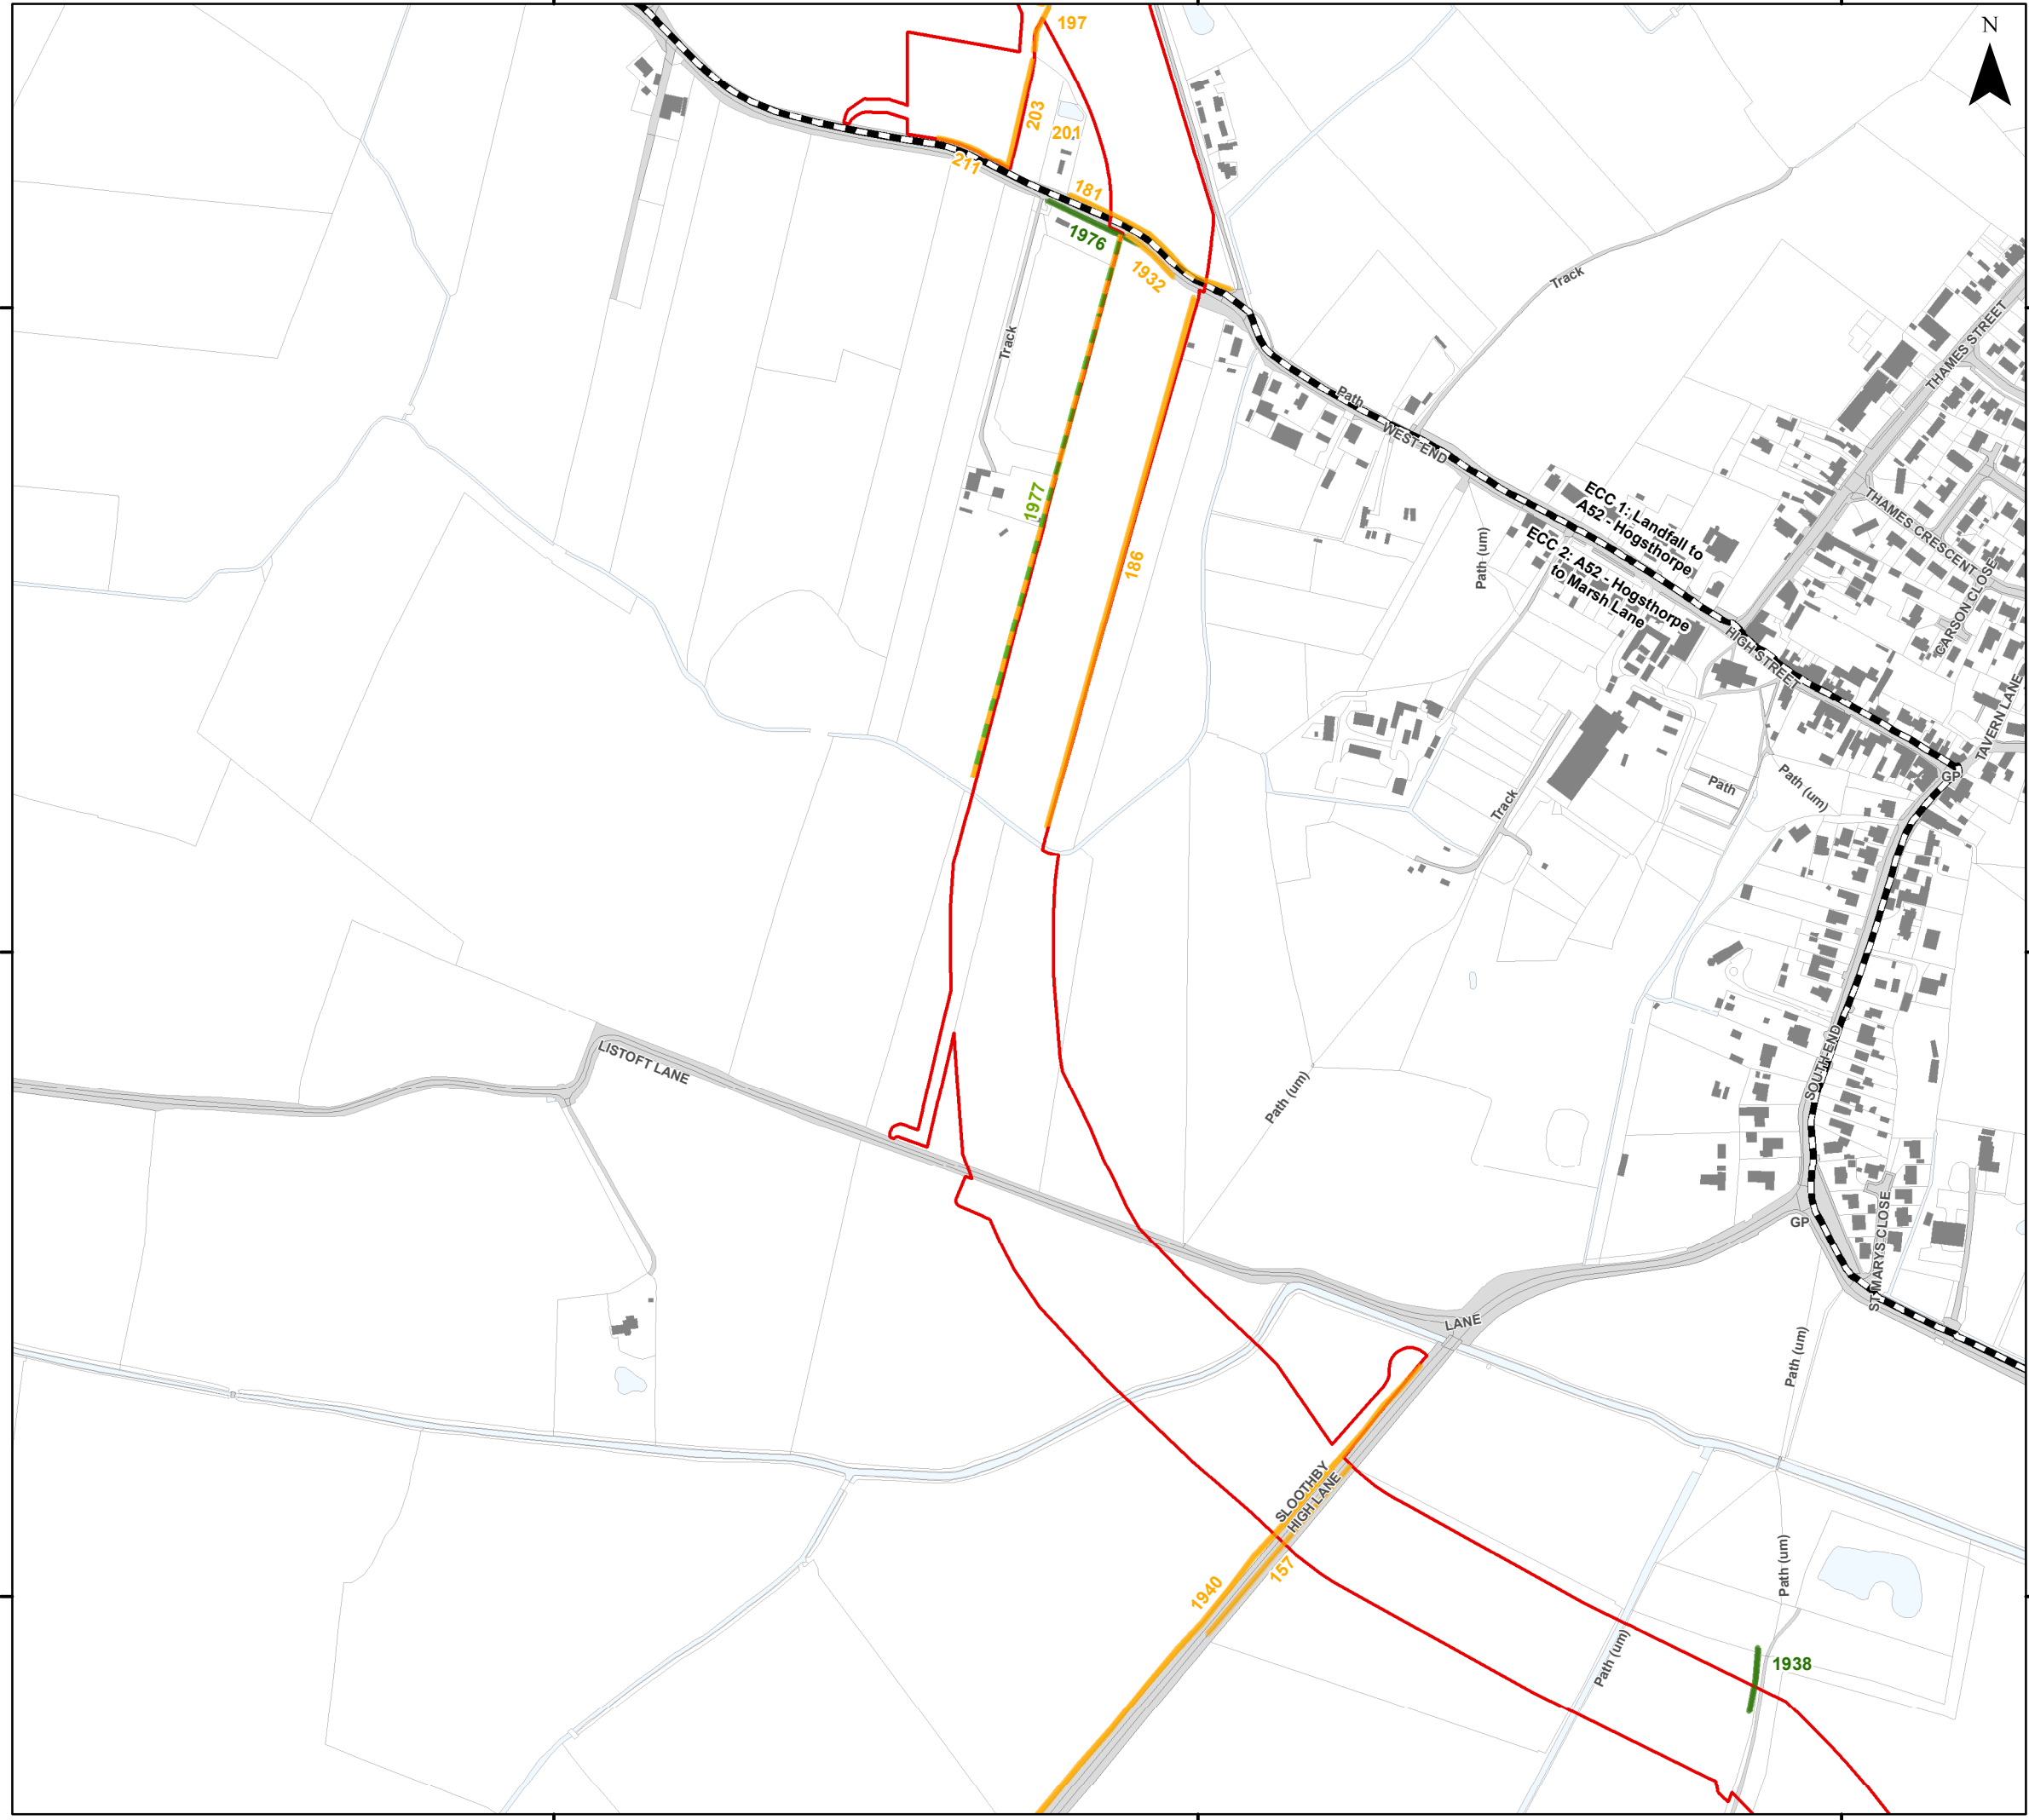 N
197
203
201
211
181
1976
1932
Track
THAMES STREET
THAMES STREET
Track
Path
WEST END
1977
186
ECC 1: Landfall to
A52 - Hogsthorpe
ECC 2: A52 - Hogsthorpe
to Marsh Lane
THAMES CRESCENT
CARSON CLOSE
Path (um)
HIGH STREET
TAVERN LANE
GP
Path
Path (um)
Track
LISTOFT LANE
SOUTH END
Path (um)
ST MARYS CLOSE
GP
LANE
Path (um)
SLOOTHBY
HIGH LANE
157
1940
Path (um)
Path (um)
1938